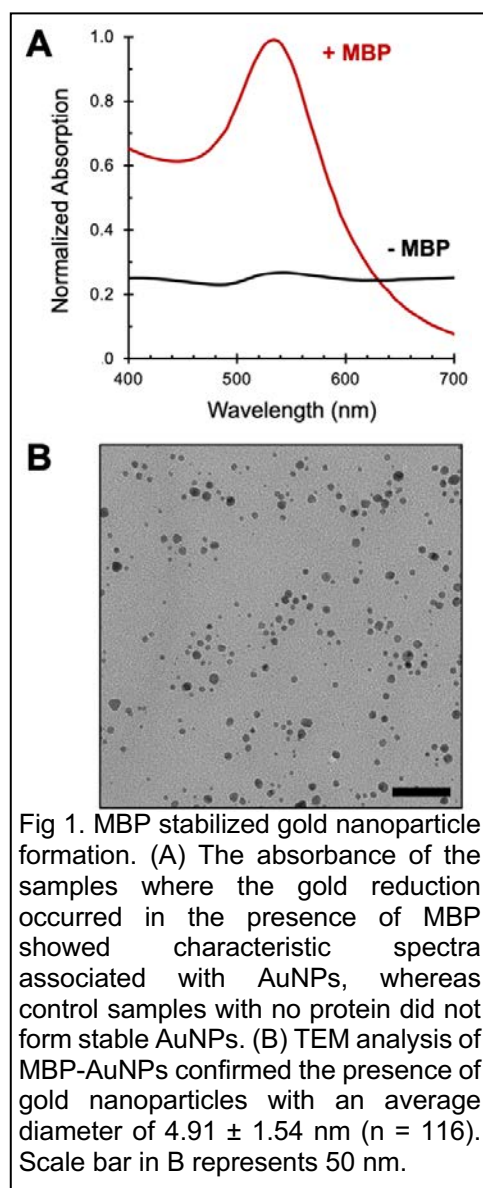 A
1.0
+ MBP
0.8
0.6
Normalized Absorption
0.4
- MBP
0.2
0
400 500 600 700
Wavelength (nm)
B
Fig 1. MBP stabilized gold nanoparticle
formation. (A) The absorbance of the
samples where the gold reduction
occurred in the presence of MBP
showed characteristic spectra
associated with AuNPs, whereas
control samples with no protein did not
form stable AuNPs. (B) TEM analysis of
MBP-AuNPs confirmed the presence of
gold nanoparticles with an average
diameter of 4.91 ± 1.54 nm (n = 116).
Scale bar in B represents 50 nm.